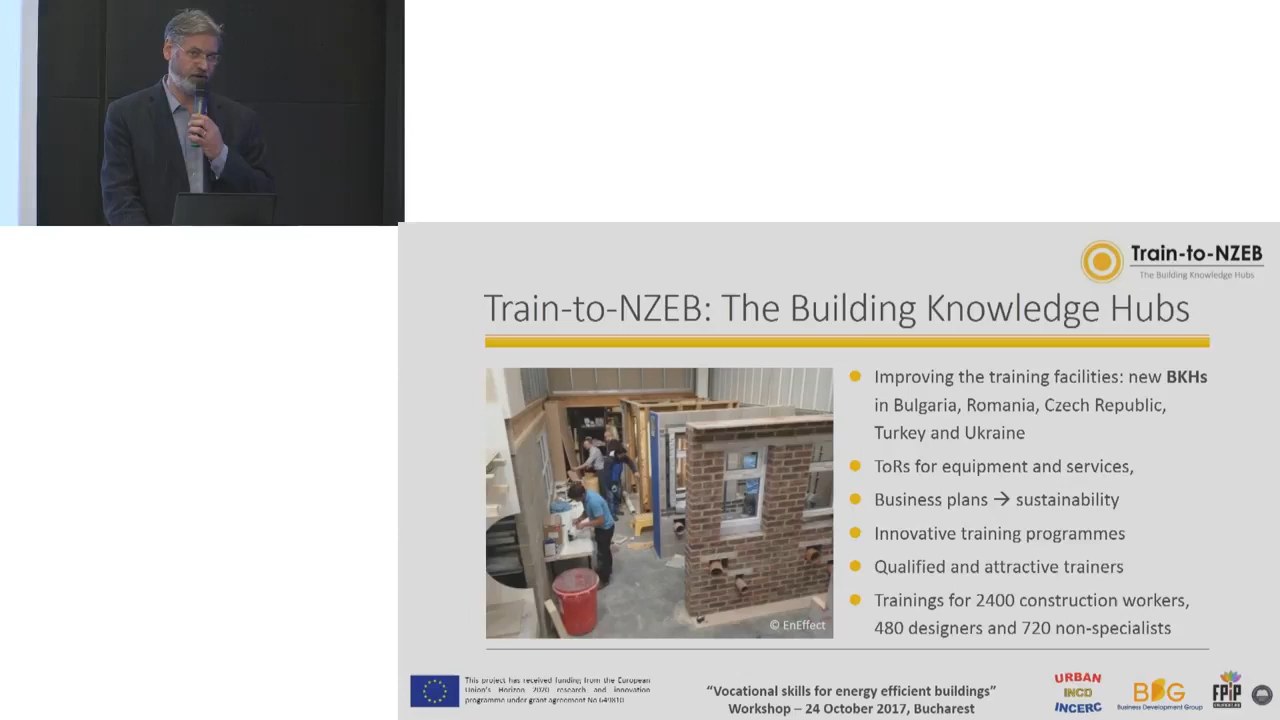 Train-to-NZEB
The Building Knowledge Hubs
Train-to-NZEB: The Building Knowledge Hubs
Improving the training facilities: new BKHs
in Bulgaria, Romania, Czech Republic,
Turkey and Ukraine
ToRs for equipment and services,
Business plans → sustainability
Innovative training programmes
Qualified and attractive trainers
Trainings for 2400 construction workers,
480 designers and 720 non-specialists
© EnEffect
This project has received funding from the European
Union's Horizon 2020 research and innovation
programme under grant agreement No 649810
“Vocational skills for energy efficient buildings”
Workshop – 24 October 2017, Bucharest
URBAN
INCD
INCERC
BDG
Business Development Group
FPIP